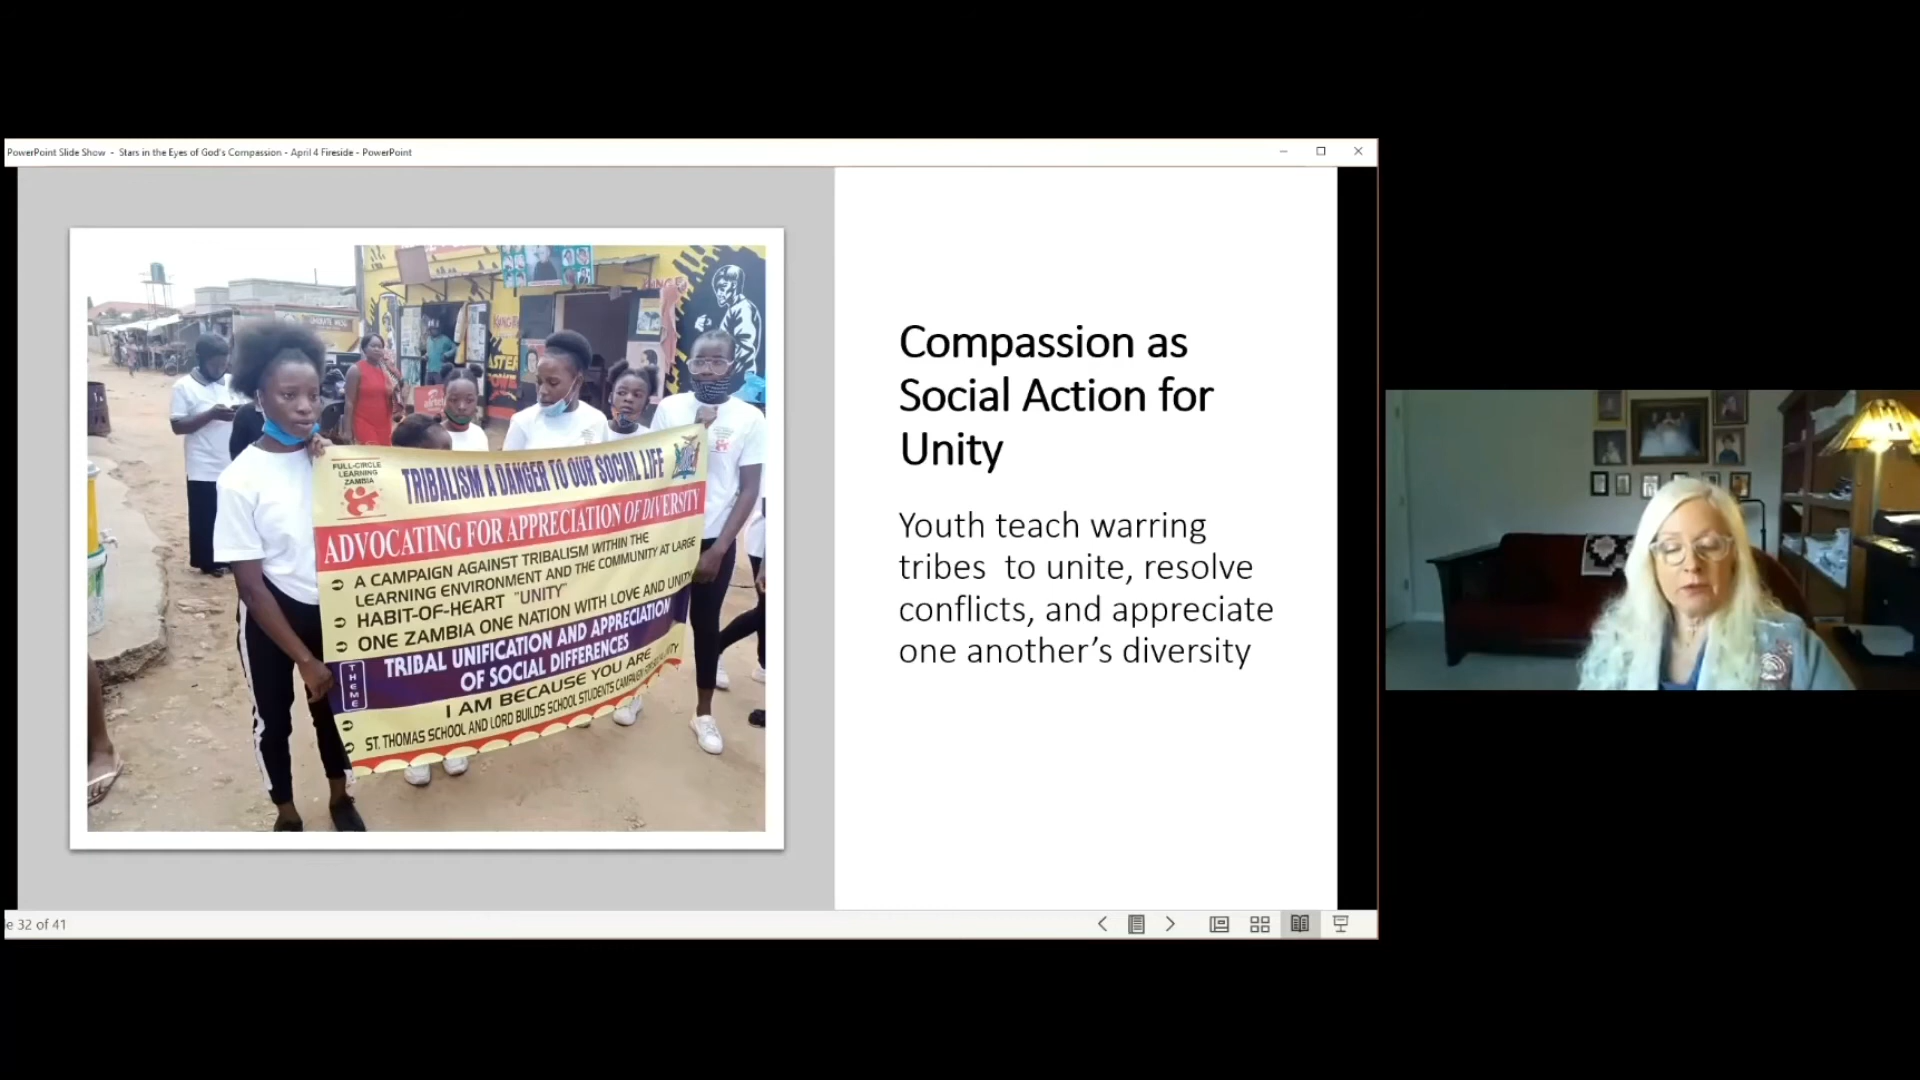 PowerPoint Slide Show - Stars in the Eyes of God's Compassion - April 4 Fireside - PowerPoint
FULL-CIRCLE
LEARNING
ZAMBIA
TRIBALISM A DANGER TO OUR SOCIAL LIFE
ADVOCATING FOR APPRECIATION OF DIVERSITY
A CAMPAIGN AGAINST TRIBALISM WITHIN THE
LEARNING ENVIRONMENT AND THE COMMUNITY AT LARGE
HABIT-OF-HEART "UNITY"
ONE ZAMBIA ONE NATION WITH LOVE AND UNITY
THEME
TRIBAL UNIFICATION AND APPRECIATION
OF SOCIAL DIFFERENCES
I AM BECAUSE YOU ARE
ST. THOMAS SCHOOL AND LORD BUILDS SCHOOL STUDENTS CAMPAIGN
Compassion as
Social Action for
Unity
Youth teach warring
tribes to unite, resolve
conflicts, and appreciate
one another's diversity
e 32 of 41